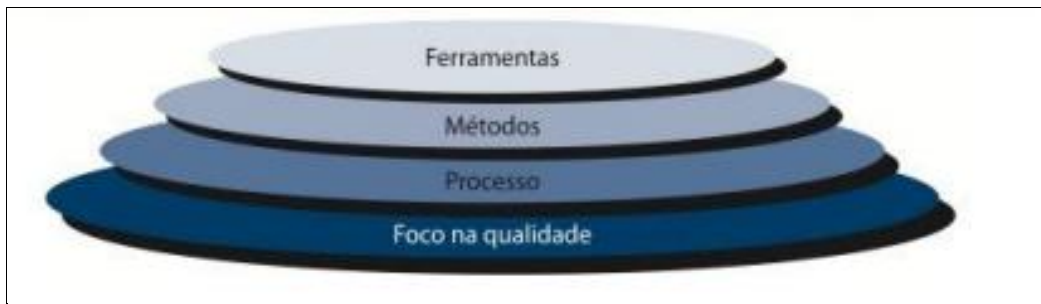 Ferramentas
Métodos
Processo
Foco na qualidade